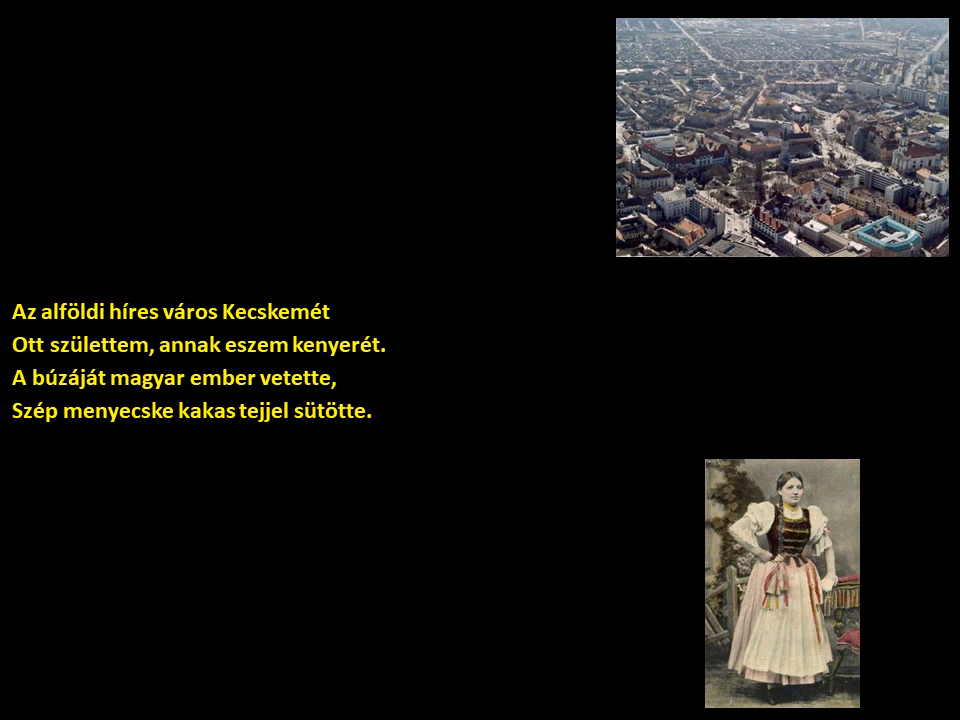 Az alföldi híres város Kecskemét
Ott születtem, annak eszem kenyerét.
A búzáját magyar ember vetette,
Szép menyecske kakas tejjel sütötte.